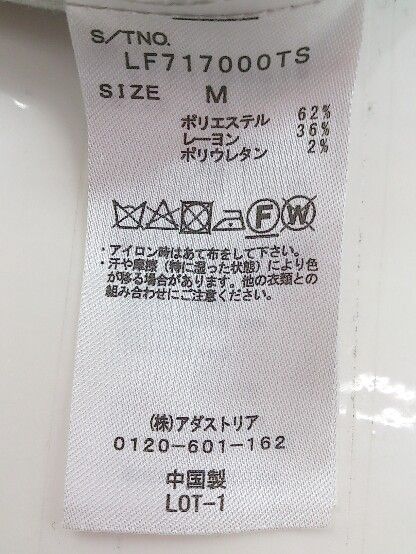 S/TNO.
LF717000TS
SIZE M
ポリエステル 62%
レーヨン 36%
ポリウレタン 2%
F W
・アイロン時はあて布をして下さい。
・汗や摩擦(特に湿った状態)により色
が移る場合があります。他の衣類との
組み合わせにご注意ください。
(株)アダストリア
0120-601-162
中国製
LOT-1